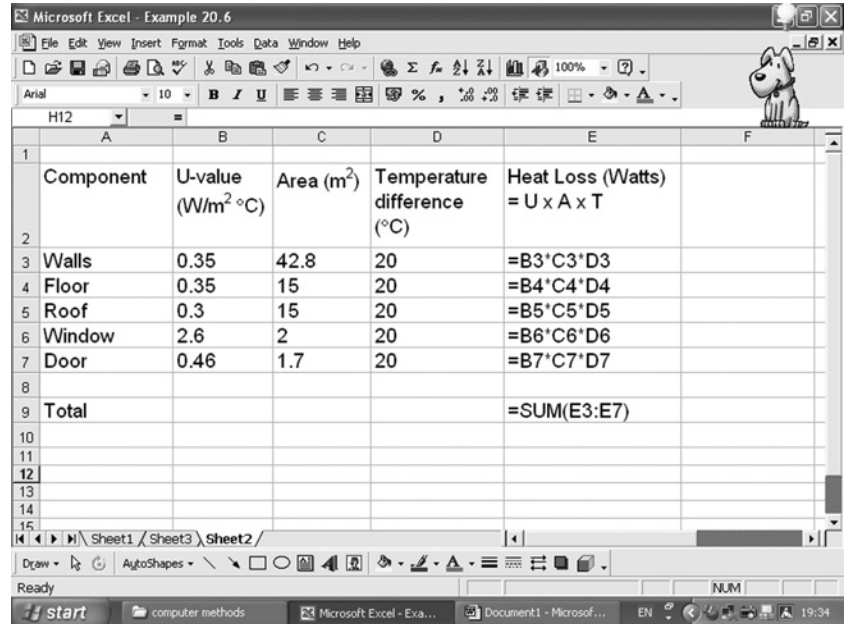 Microsoft Excel - Example 20.6
File Edit View Insert Format Tools Data Window Help
100%
Arial 10 B I U
H12 =
A B C D E F
1
2 Component U-value (W/m² °C) Area (m²) Temperature difference (°C) Heat Loss (Watts) = U x A x T
3 Walls 0.35 42.8 20 =B3*C3*D3
4 Floor 0.35 15 20 =B4*C4*D4
5 Roof 0.3 15 20 =B5*C5*D5
6 Window 2.6 2 20 =B6*C6*D6
7 Door 0.46 1.7 20 =B7*C7*D7
8
9 Total =SUM(E3:E7)
10
11
12
13
14
15
Sheet1 Sheet3 Sheet2
Draw AutoShapes
Ready NUM
start computer methods Microsoft Excel - Exa... Document1 - Microsof... EN 19:34